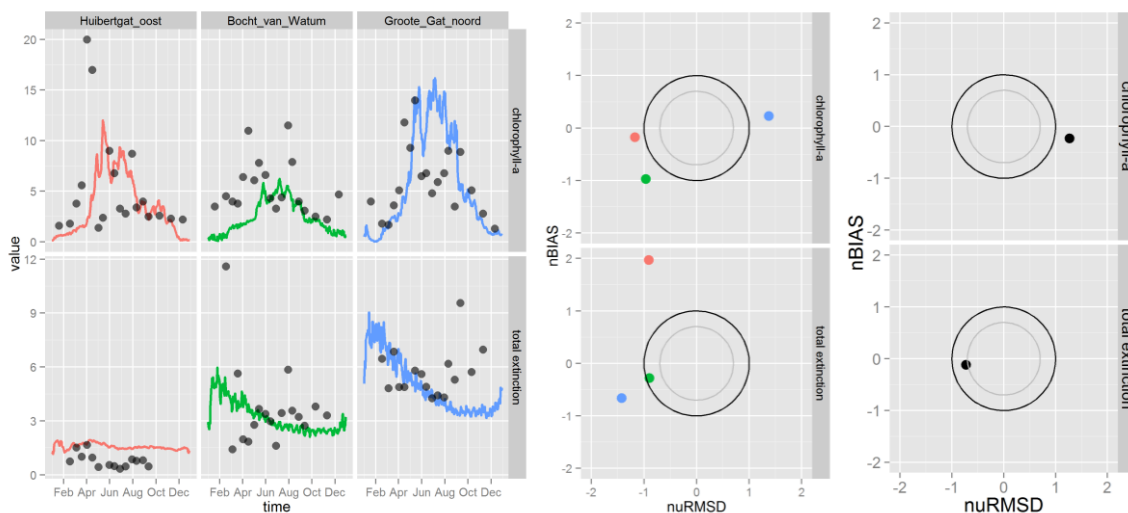 Huibertgat_oost
Bocht_van_Watum
Groote_Gat_noord
20
15
10
5
0
chlorophyll-a
value
12
9
6
3
0
total extinction
Feb Apr Jun Aug Oct Dec
Feb Apr Jun Aug Oct Dec
Feb Apr Jun Aug Oct Dec
time
2
1
0
-1
-2
chlorophyll-a
nBIAS
2
1
0
-1
-2
total extinction
-2 -1 0 1 2
nuRMSD
2
1
0
-1
-2
chlorophyll-a
nBIAS
2
1
0
-1
-2
total extinction
-2 -1 0 1 2
nuRMSD